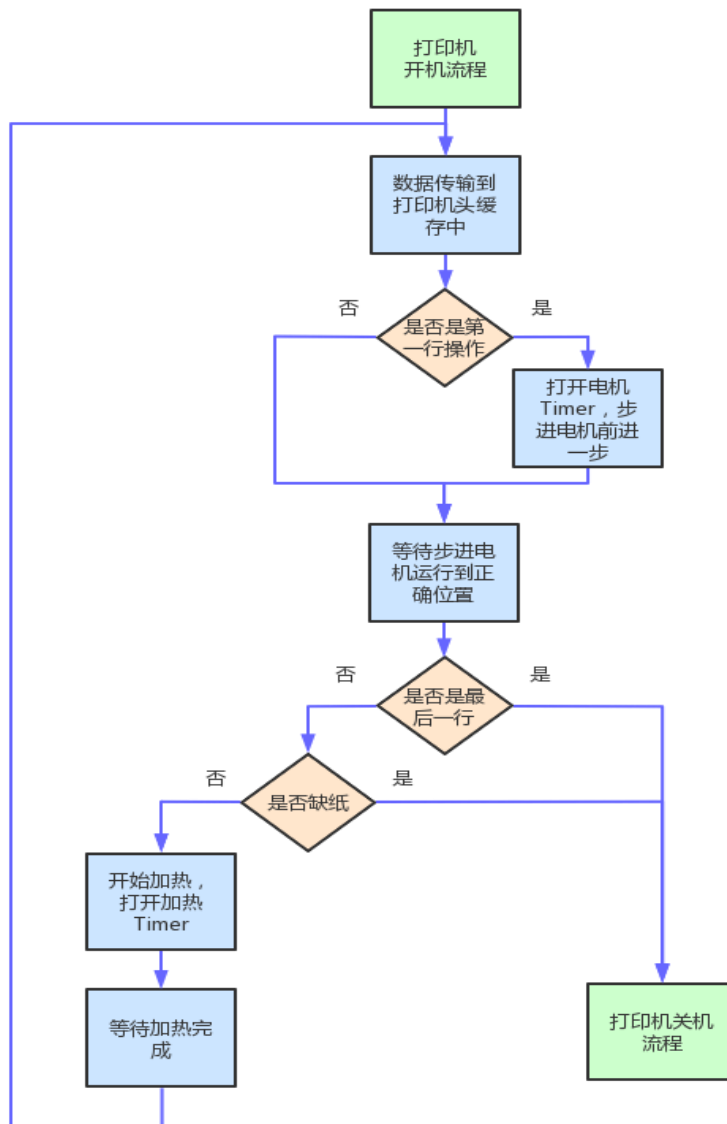 打印机
开机流程
数据传输到
打印机头缓
存中
否
是
是否是第
一行操作
打开电机
Timer，步
进电机前进
一步
等待步进电
机运行到正
确位置
否
是
是否是最
后一行
否
是
是否缺纸
开始加热，
打开加热
Timer
等待加热完
成
打印机关机
流程